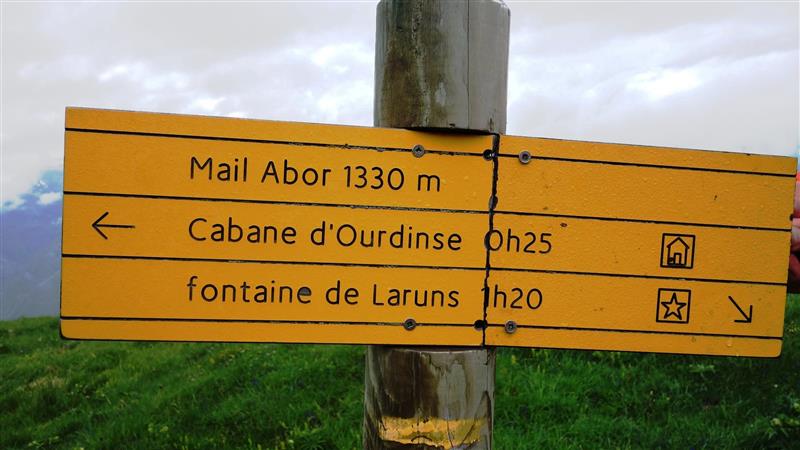 Mail Abor 1330 m
Cabane d'Ourdinse 0h25
fontaine de Laruns 1h20